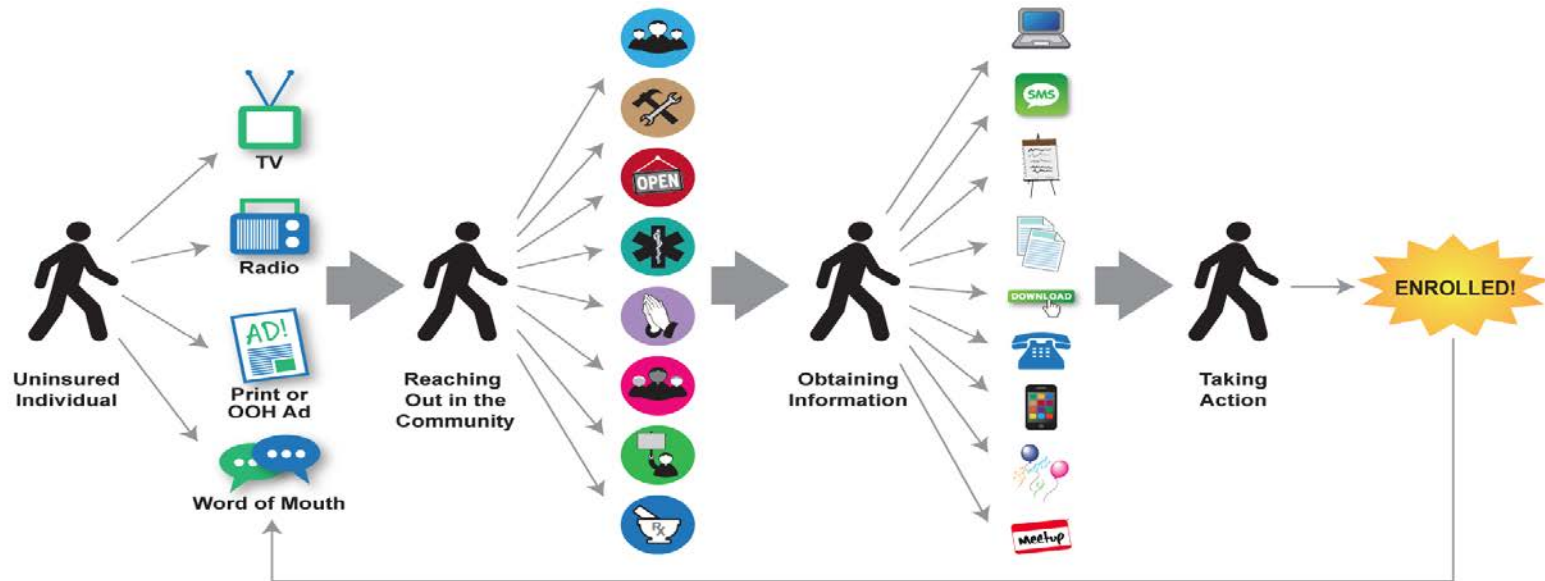 TV
Radio
AD!
Print or
OOH Ad
Word of Mouth
Uninsured
Individual
OPEN
Rx
Reaching
Out in the
Community
SMS
DOWNLOAD
meetup
Obtaining
Information
Taking
Action
ENROLLED!